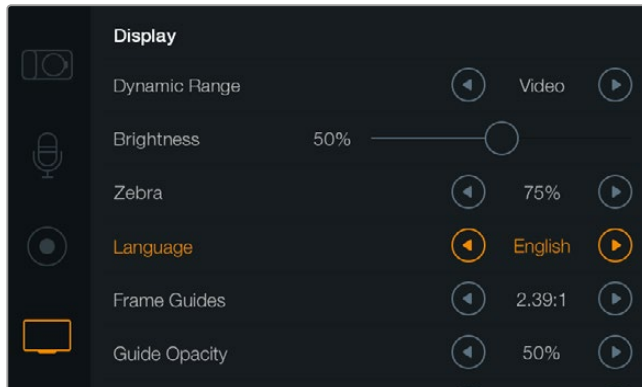 Display
Dynamic Range Video
Brightness 50%
Zebra 75%
Language English
Frame Guides 2.39:1
Guide Opacity 50%